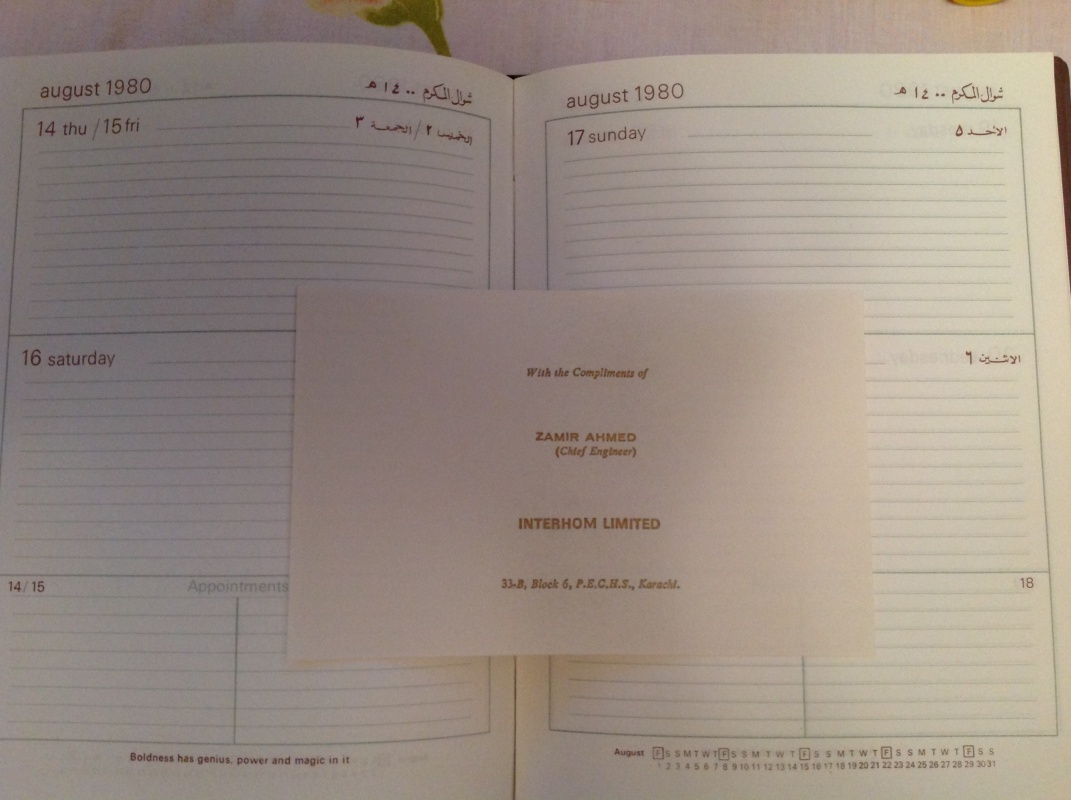 august 1980 شوال المكرم ١٤٠٠ هـ
14 thu / 15 fri الخميس ٢ / الجمعة ٣
16 saturday
14/15 Appointments
Boldness has genius, power and magic in it
august 1980 شوال المكرم ١٤٠٠ هـ
17 sunday الاحد ٥
الاثنين ٦
18
August F S S M T W T F S S M T W T F S S M T W T F S S M T W T F S S
1 2 3 4 5 6 7 8 9 10 11 12 13 14 15 16 17 18 19 20 21 22 23 24 25 26 27 28 29 30 31
With the Compliments of
ZAMIR AHMED
(Chief Engineer)
INTERHOM LIMITED
33-B, Block 6, P.E.C.H.S., Karachi.